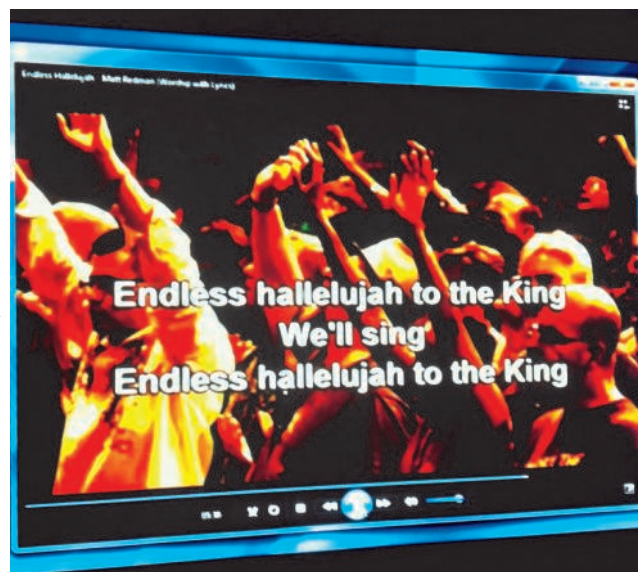 Endless Hallelujah Matt Redman (Worship with Lyrics)
Endless hallelujah to the King
We'll sing
Endless hallelujah to the King